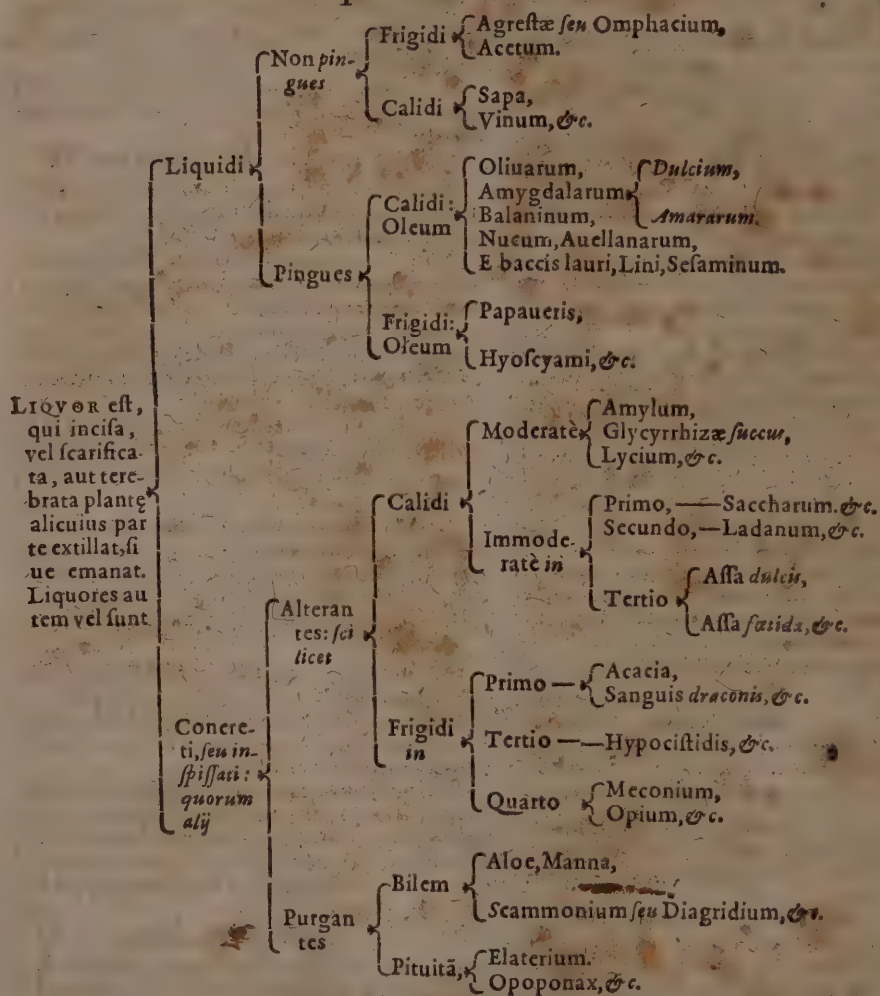 Frigidi Agrestæ seu Omphacium,
Acetum.
Non pin-
gues
Calidi Sapa,
Vinum, &c.
Liquidi
Oliuarum, Dulcium,
Calidi: Amygdalarum
Oleum Balaninum, Amararum.
Nucum, Auellanarum,
Pingues E baccis lauri, Lini, Sesaminum.
Frigidi: Papaueris,
Oleum
Hyoscyami, &c.
LIQVOR est,
qui incisa,
vel scarifica-
ta, aut tere-
brata plantę
alicuius par
te extillat, si
ue emanat.
Liquores au
tem vel sunt
Amylum,
Moderatè Glycyrrhizæ succus,
Lycium, &c.
Calidi
Primo, — Saccharum. &c.
Immode- Secundo, — Ladanum, &c.
ratè in
Assa dulcis,
Tertio
Assa fœtida, &c.
Alteran
tes: sci
licet
Primo — Acacia,
Sanguis draconis, &c.
Frigidi
in Tertio — — Hypocistidis, &c.
Quarto Meconium,
Opium, &c.
Concre-
ti, seu in-
spissati:
quorum
alij
Bilem Aloe, Manna,
Scammonium seu Diagridium, &c.
Purgan
tes
Pituitā, Elaterium.
Opoponax, &c.